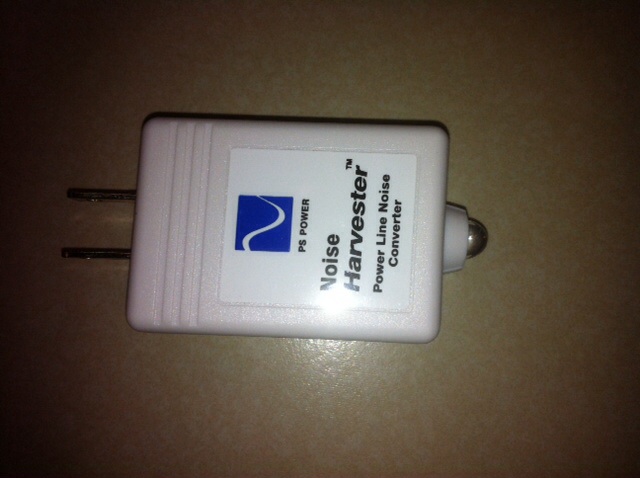 PS POWER
Noise
Harvester™
Power Line Noise
Converter